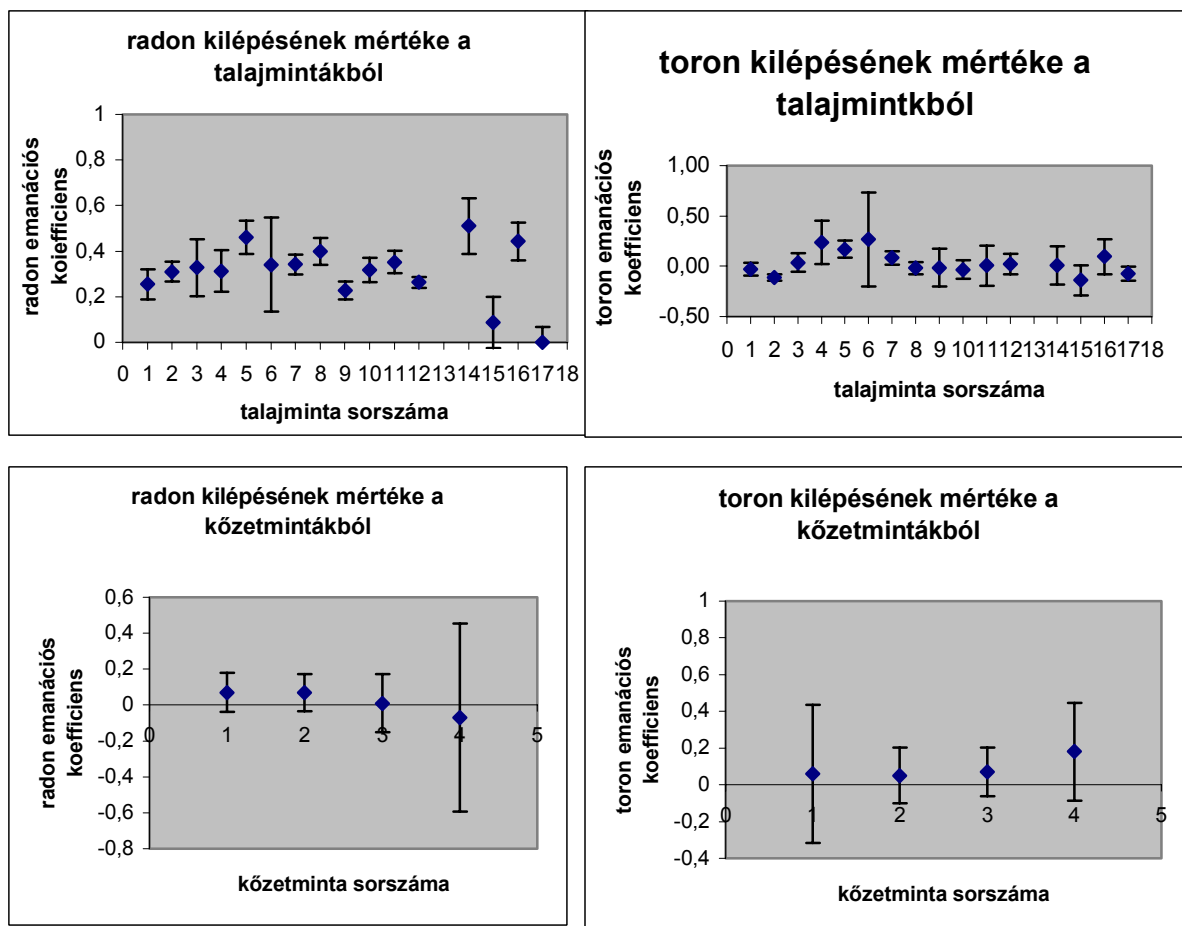 radon kilépésének mértéke a
talajmintákból
radon emanációs
koiefficiens
1
0,8
0,6
0,4
0,2
0
0 1 2 3 4 5 6 7 8 9 10 11 12 13 14 15 16 17 18
talajminta sorszáma
toron kilépésének mértéke a
talajmintkból
toron emanációs
koefficiens
1,00
0,50
0,00
-0,50
0 1 2 3 4 5 6 7 8 9 10 11 12 13 14 15 16 17 18
talajminta sorszáma
radon kilépésének mértéke a
kőzetmintákból
radon emanációs
koefficiens
0,6
0,4
0,2
0
-0,2
-0,4
-0,6
-0,8
0 1 2 3 4 5
kőzetminta sorszáma
toron kilépésének mértéke a
kőzetmintákból
toron emanációs
koefficiens
1
0,8
0,6
0,4
0,2
0
-0,2
-0,4
0 1 2 3 4 5
kőzetminta sorszáma